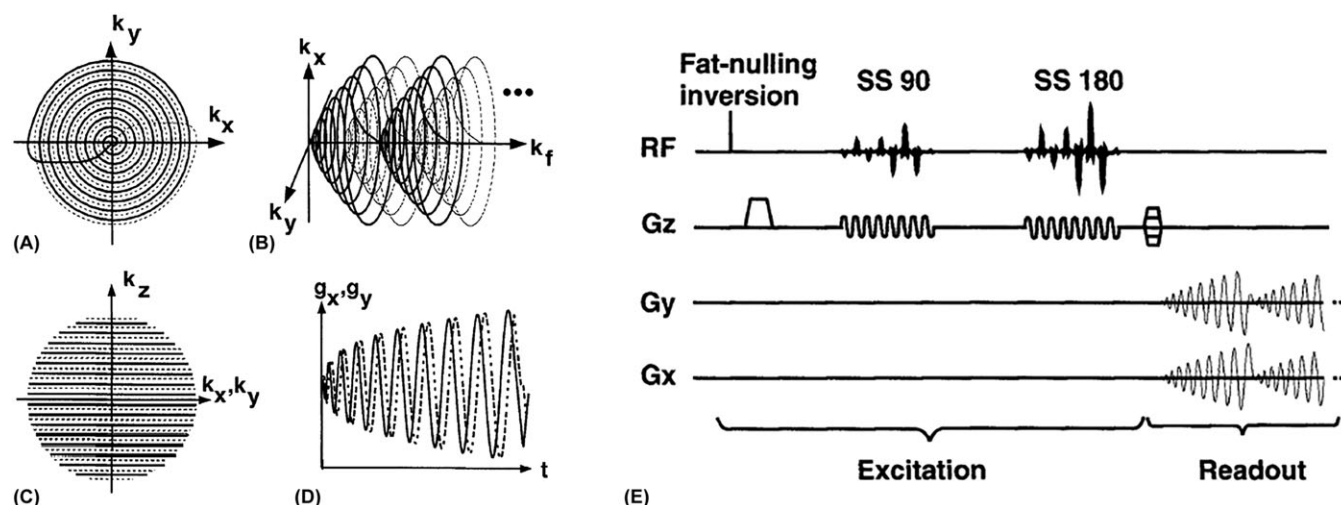 k y
k x
(A)
k x
k f
k y
(B)
•••
k z
k x, k y
(C)
g x, g y
t
(D)
Fat-nulling
inversion
SS 90
SS 180
RF
Gz
Gy
Gx
Excitation
Readout
(E)